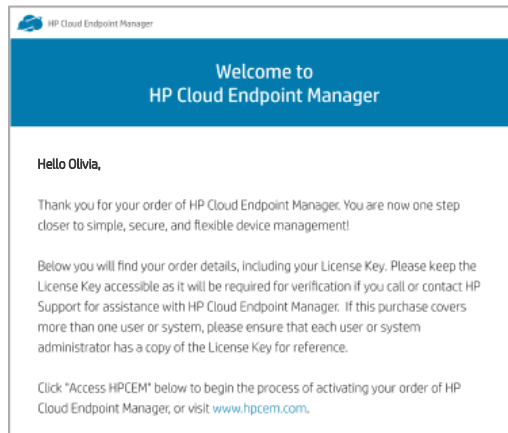 HP Cloud Endpoint Manager
Welcome to
HP Cloud Endpoint Manager
Hello Olivia,
Thank you for your order of HP Cloud Endpoint Manager. You are now one step
closer to simple, secure, and flexible device management!
Below you will find your order details, including your License Key. Please keep the
License Key accessible as it will be required for verification if you call or contact HP
Support for assistance with HP Cloud Endpoint Manager. If this purchase covers
more than one user or system, please ensure that each user or system
administrator has a copy of the License Key for reference.
Click "Access HPCEM" below to begin the process of activating your order of HP
Cloud Endpoint Manager, or visit www.hpcem.com.